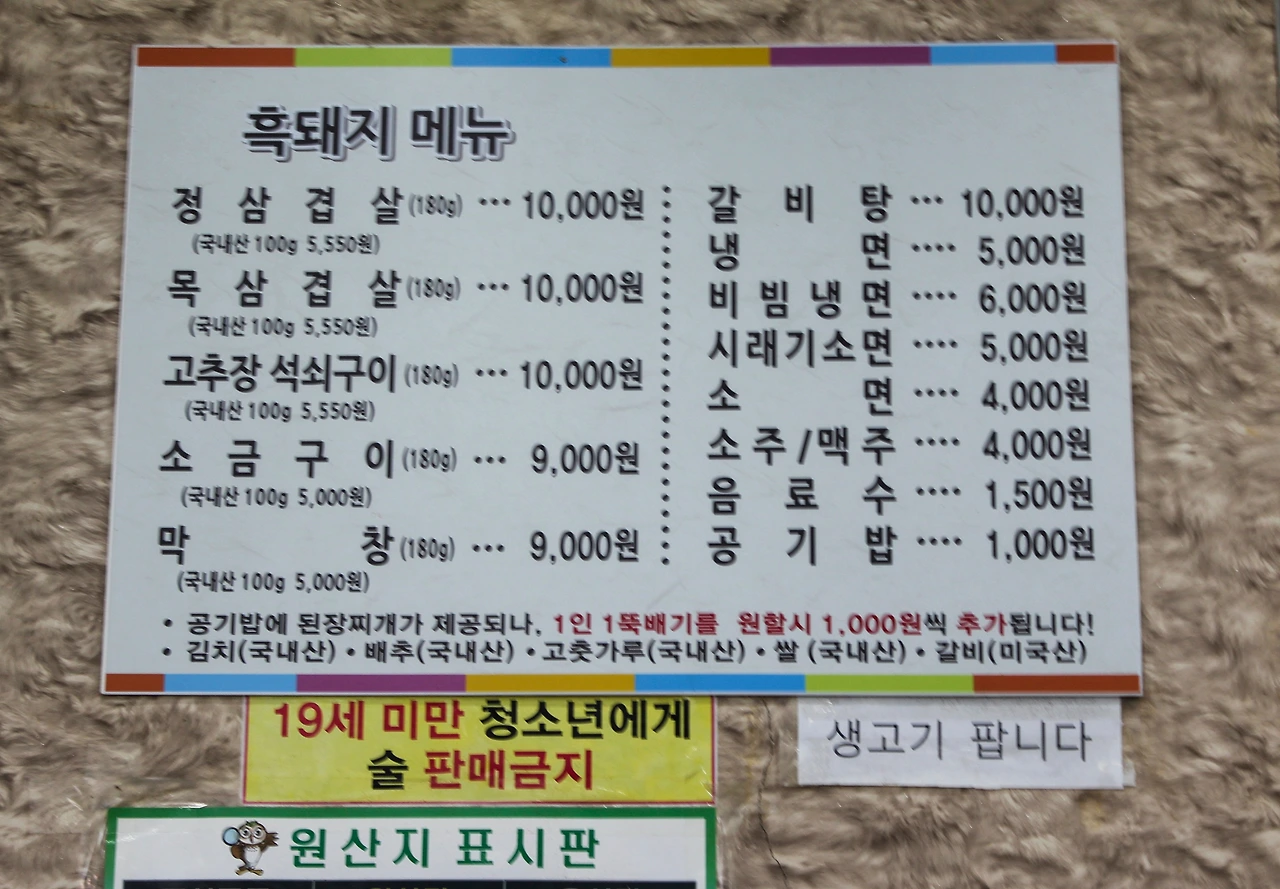 흑돼지 메뉴
정삼겹살(180g) ··· 10,000원
(국내산 100g 5,550원)
목삼겹살(180g) ··· 10,000원
(국내산 100g 5,550원)
고추장 석쇠구이(180g) ··· 10,000원
(국내산 100g 5,550원)
소금구이(180g) ··· 9,000원
(국내산 100g 5,000원)
막창(180g) ··· 9,000원
(국내산 100g 5,000원)
갈비탕 ··· 10,000원
냉면 ···· 5,000원
비빔냉면 ···· 6,000원
시래기소면 ···· 5,000원
소면 ···· 4,000원
소주/맥주 ···· 4,000원
음료수 ···· 1,500원
공기밥 ···· 1,000원
• 공기밥에 된장찌개가 제공되나, 1인 1뚝배기를 원할시 1,000원씩 추가됩니다!
• 김치(국내산) • 배추(국내산) • 고춧가루(국내산) • 쌀 (국내산) • 갈비(미국산)
19세 미만 청소년에게
술 판매금지
생고기 팝니다
원산지 표시판